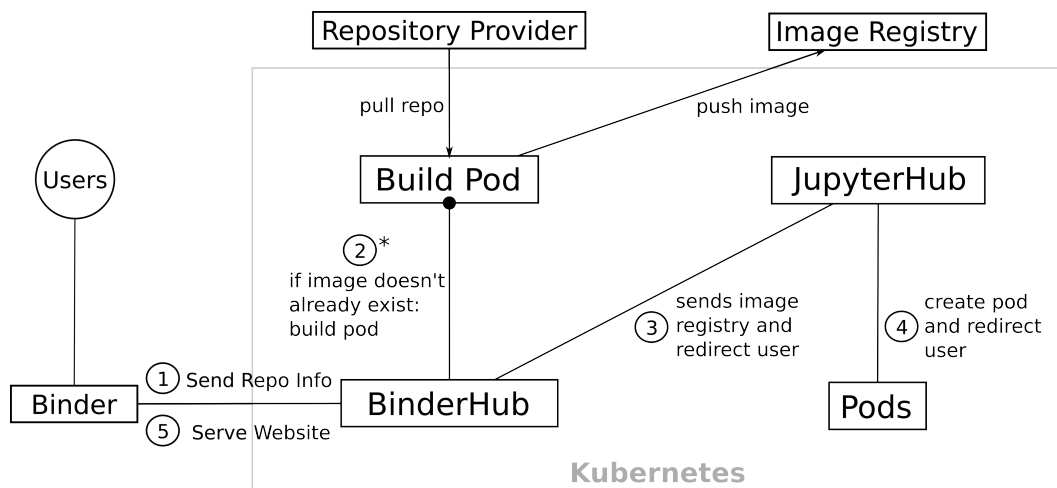 Repository Provider
Image Registry
pull repo
push image
Users
Build Pod
JupyterHub
2*
if image doesn't
already exist:
build pod
3
sends image
registry and
redirect user
4
create pod
and redirect
user
1 Send Repo Info
Binder
BinderHub
Pods
5 Serve Website
Kubernetes